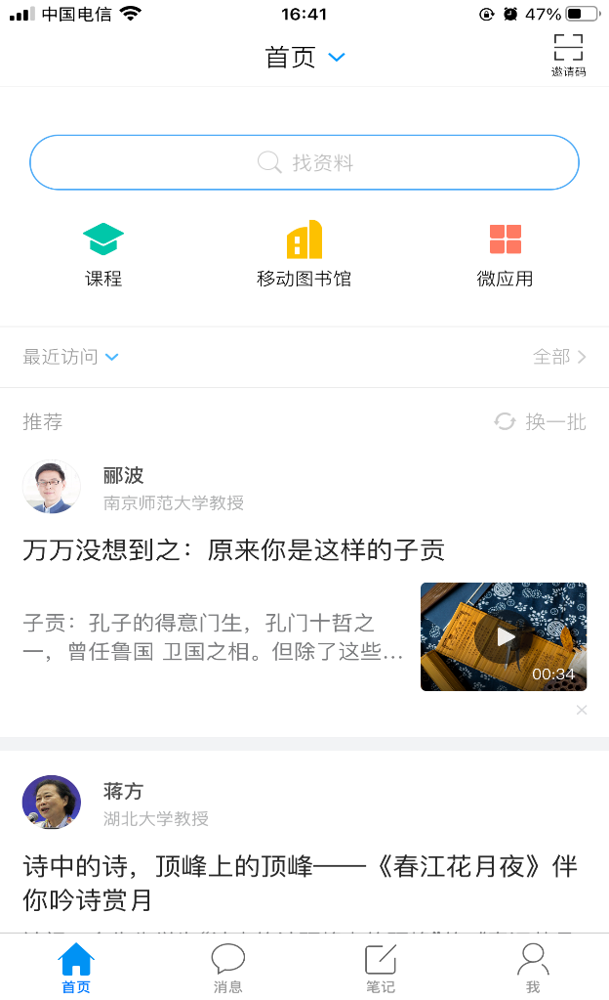 中国电信 16:41 47%
首页
邀请码
找资料
课程 移动图书馆 微应用
最近访问 全部
推荐 换一批
郦波
南京师范大学教授
万万没想到之：原来你是这样的子贡
子贡：孔子的得意门生，孔门十哲之
一，曾任鲁国 卫国之相。但除了这些...
00:34
蒋方
湖北大学教授
诗中的诗，顶峰上的顶峰——《春江花月夜》伴
你吟诗赏月
首页 消息 笔记 我